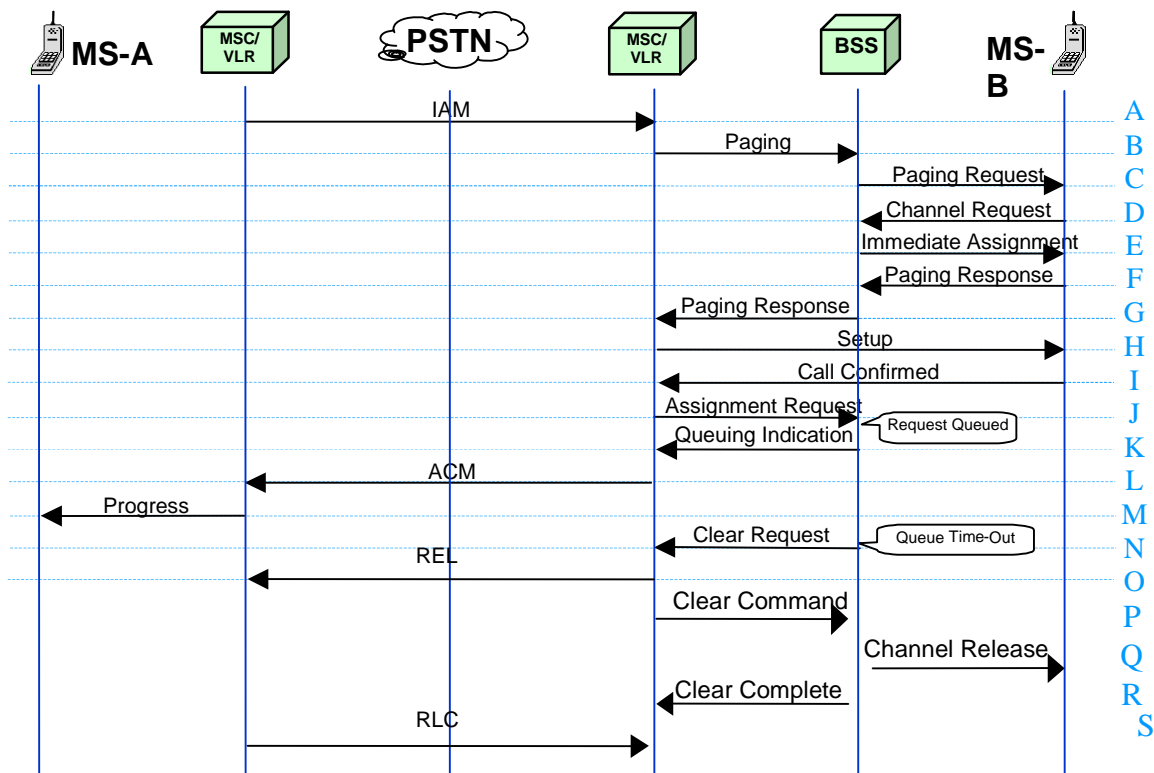 MS-A
MSC/
VLR
PSTN
MSC/
VLR
BSS
MS-
B
IAM
A
Paging
B
Paging Request
C
Channel Request
D
Immediate Assignment
E
Paging Response
F
Paging Response
G
Setup
H
Call Confirmed
I
Assignment Request
Request Queued
J
Queuing Indication
K
ACM
L
Progress
M
Clear Request
Queue Time-Out
N
REL
O
Clear Command
P
Channel Release
Q
Clear Complete
R
RLC
S